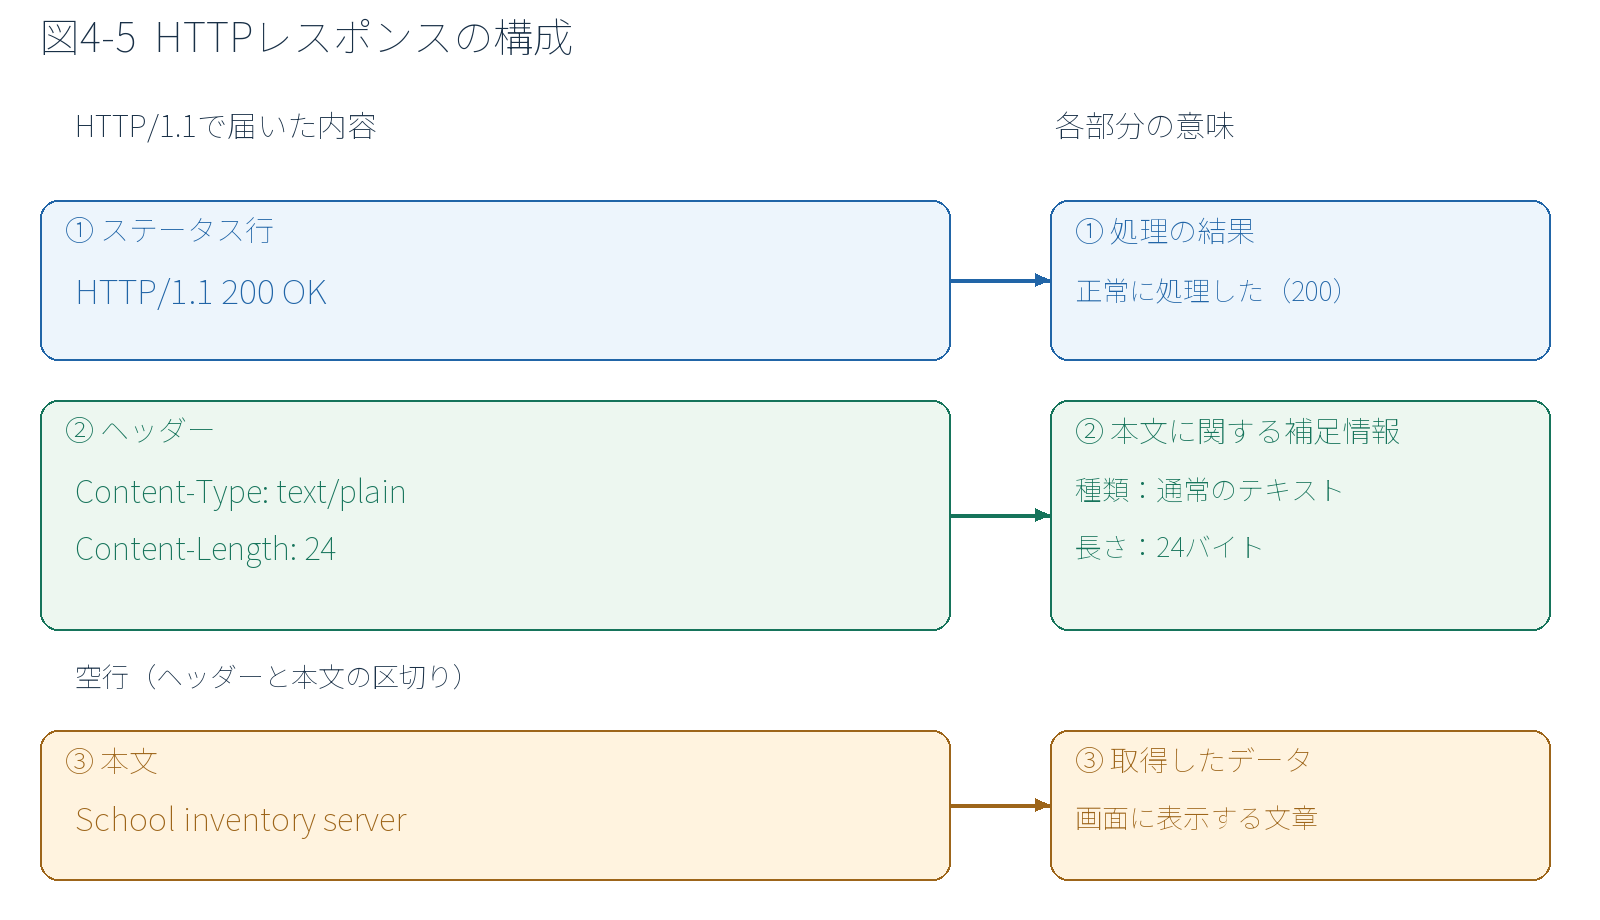 図4-5 HTTPレスポンスの構成
HTTP/1.1で届いた内容
各部分の意味
① ステータス行
HTTP/1.1 200 OK
① 処理の結果
正常に処理した（200）
② ヘッダー
Content-Type: text/plain
Content-Length: 24
② 本文に関する補足情報
種類：通常のテキスト
長さ：24バイト
空行（ヘッダーと本文の区切り）
③ 本文
School inventory server
③ 取得したデータ
画面に表示する文章